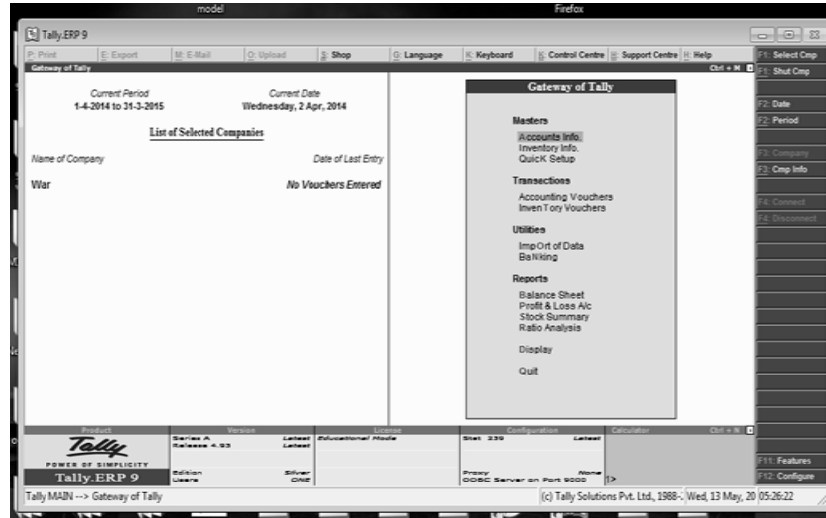 model Firefox
Tally.ERP 9
P: Print E: Export M: E-Mail O: Upload S: Shop G: Language K: Keyboard K: Control Centre H: Support Centre H: Help
F1: Select Cmp
Gateway of Tally Ctrl + M
F1: Shut Cmp
Current Period Current Date
1-4-2014 to 31-3-2015 Wednesday, 2 Apr, 2014
List of Selected Companies
Name of Company Date of Last Entry
War No Vouchers Entered
Gateway of Tally
Masters
Accounts Info.
Inventory Info.
QuicK Setup
Transactions
Accounting Vouchers
InvenTory Vouchers
Utilities
ImpOrt of Data
BaNking
Reports
Balance Sheet
Profit & Loss A/c
Stock Summary
Ratio Analysis
Display
Quit
F2: Date
F2: Period
F3: Company
F3: Cmp Info
F4: Connect
F4: Disconnect
F11: Features
F12: Configure
Product Version License Configuration Calculator Ctrl + N
Tally
POWER OF SIMPLICITY
Tally.ERP 9
Series A Latest
Release 4.93 Latest
Edition Silver
Users ONE
Educational Mode
Stat 239 Latest
Proxy None
ODBC Server on Port 9000
1>
Tally MAIN --> Gateway of Tally (c) Tally Solutions Pvt. Ltd., 1988-2 Wed, 13 May, 20 05:26:22